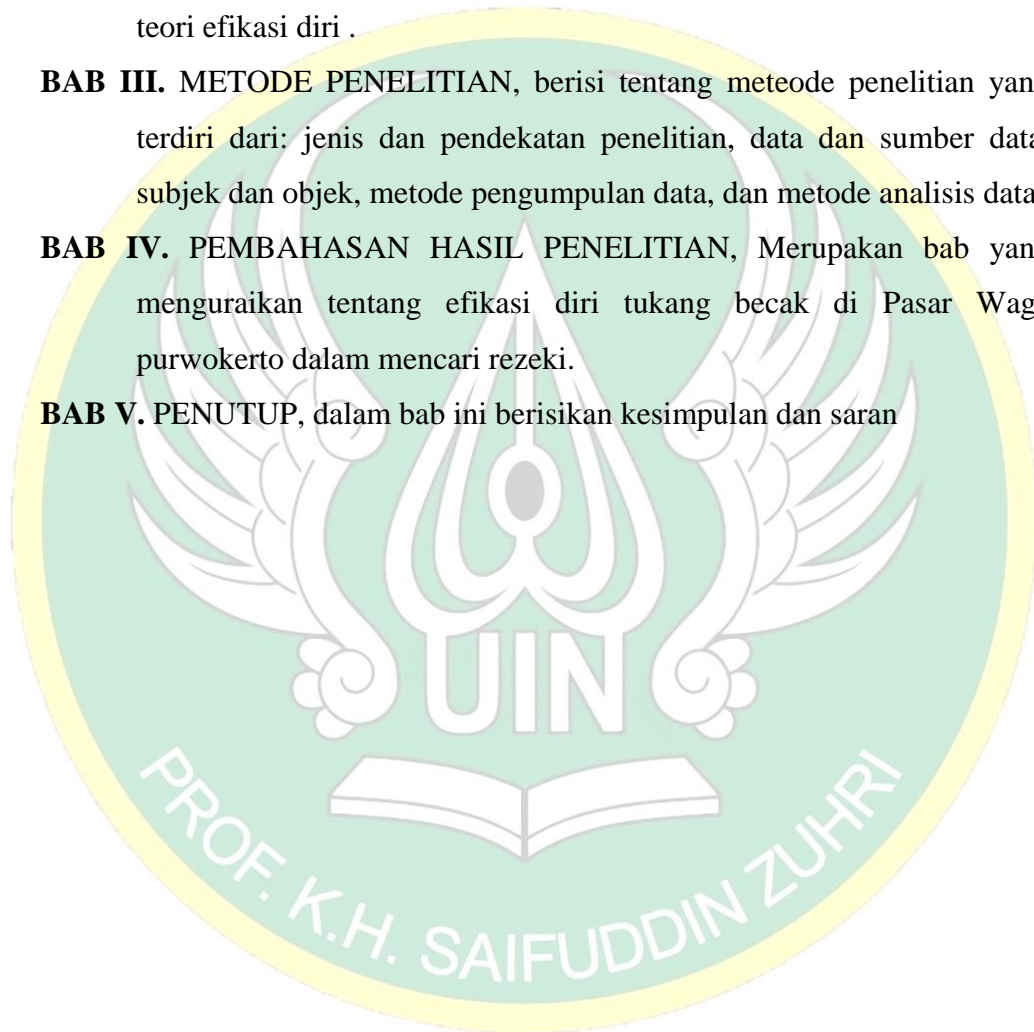 teori efikasi diri .
BAB III. METODE PENELITIAN, berisi tentang meteode penelitian yan
terdiri dari: jenis dan pendekatan penelitian, data dan sumber data
subjek dan objek, metode pengumpulan data, dan metode analisis data
BAB IV. PEMBAHASAN HASIL PENELITIAN, Merupakan bab yan
menguraikan tentang efikasi diri tukang becak di Pasar Wag
purwokerto dalam mencari rezeki.
BAB V. PENUTUP, dalam bab ini berisikan kesimpulan dan saran
UIN
PROF. K.H. SAIFUDDIN ZUHRI